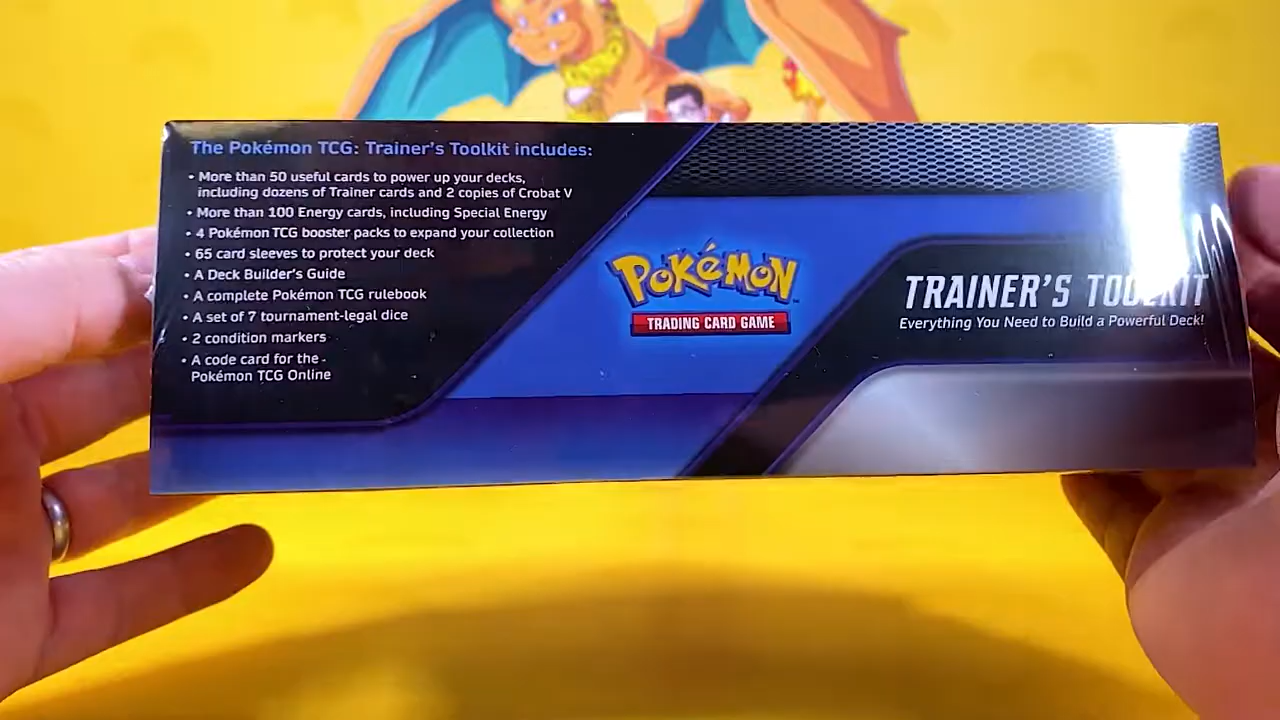 The Pokémon TCG: Trainer's Toolkit includes:
• More than 50 useful cards to power up your decks,
including dozens of Trainer cards and 2 copies of Crobat V
• More than 100 Energy cards, including Special Energy
• 4 Pokémon TCG booster packs to expand your collection
• 65 card sleeves to protect your deck
• A Deck Builder's Guide
• A complete Pokémon TCG rulebook
• A set of 7 tournament-legal dice
• 2 condition markers
• A code card for the
Pokémon TCG Online
POKéMON
TRADING CARD GAME
TRAINER'S TOOLKIT
Everything You Need to Build a Powerful Deck!